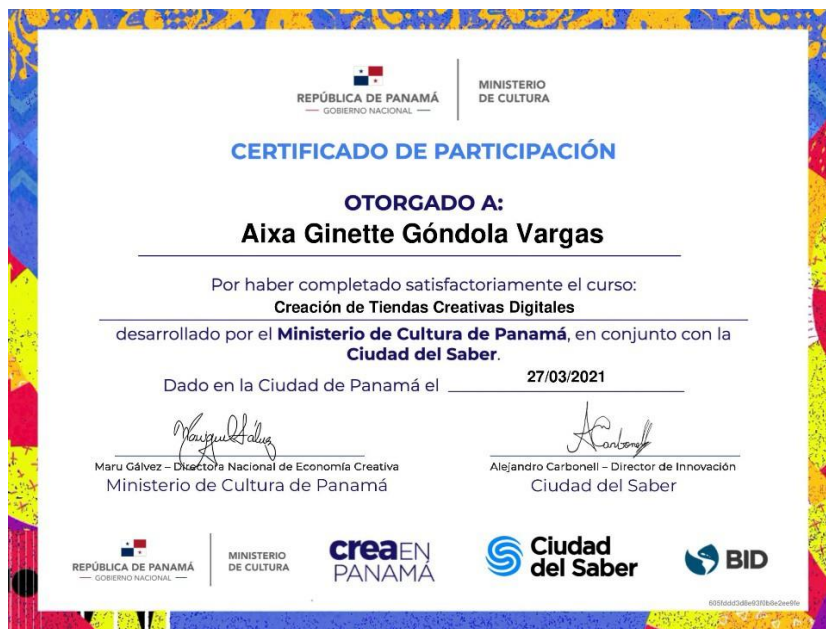 REPÚBLICA DE PANAMÁ
GOBIERNO NACIONAL
MINISTERIO
DE CULTURA
CERTIFICADO DE PARTICIPACIÓN
OTORGADO A:
Aixa Ginette Góndola Vargas
Por haber completado satisfactoriamente el curso:
Creación de Tiendas Creativas Digitales
desarrollado por el Ministerio de Cultura de Panamá, en conjunto con la
Ciudad del Saber.
Dado en la Ciudad de Panamá el 27/03/2021
Maru Gálvez – Directora Nacional de Economía Creativa
Ministerio de Cultura de Panamá
Alejandro Carbonell – Director de Innovación
Ciudad del Saber
REPÚBLICA DE PANAMÁ
GOBIERNO NACIONAL
MINISTERIO
DE CULTURA
creaEN
PANAMÁ
Ciudad
del Saber
BID